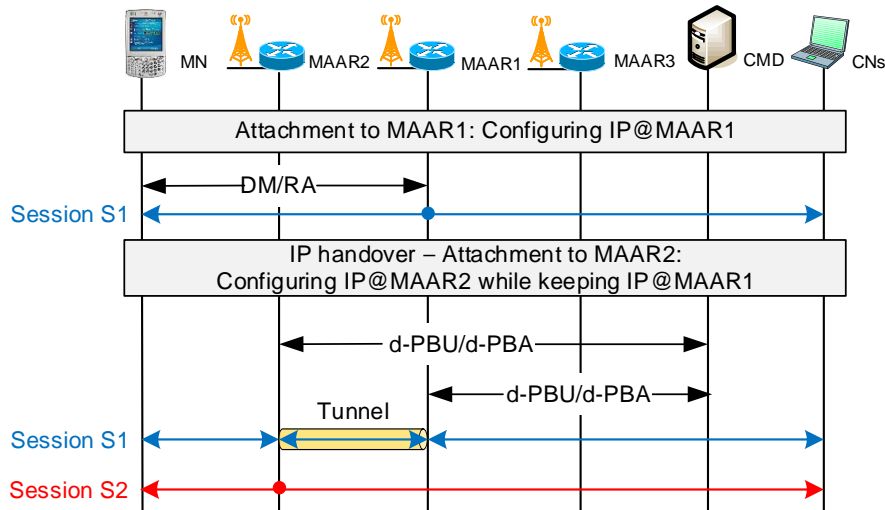 MN
MAAR2
MAAR1
MAAR3
CMD
CNs
Attachment to MAAR1: Configuring IP@MAAR1
DM/RA
Session S1
IP handover – Attachment to MAAR2:
Configuring IP@MAAR2 while keeping IP@MAAR1
d-PBU/d-PBA
d-PBU/d-PBA
Tunnel
Session S1
Session S2